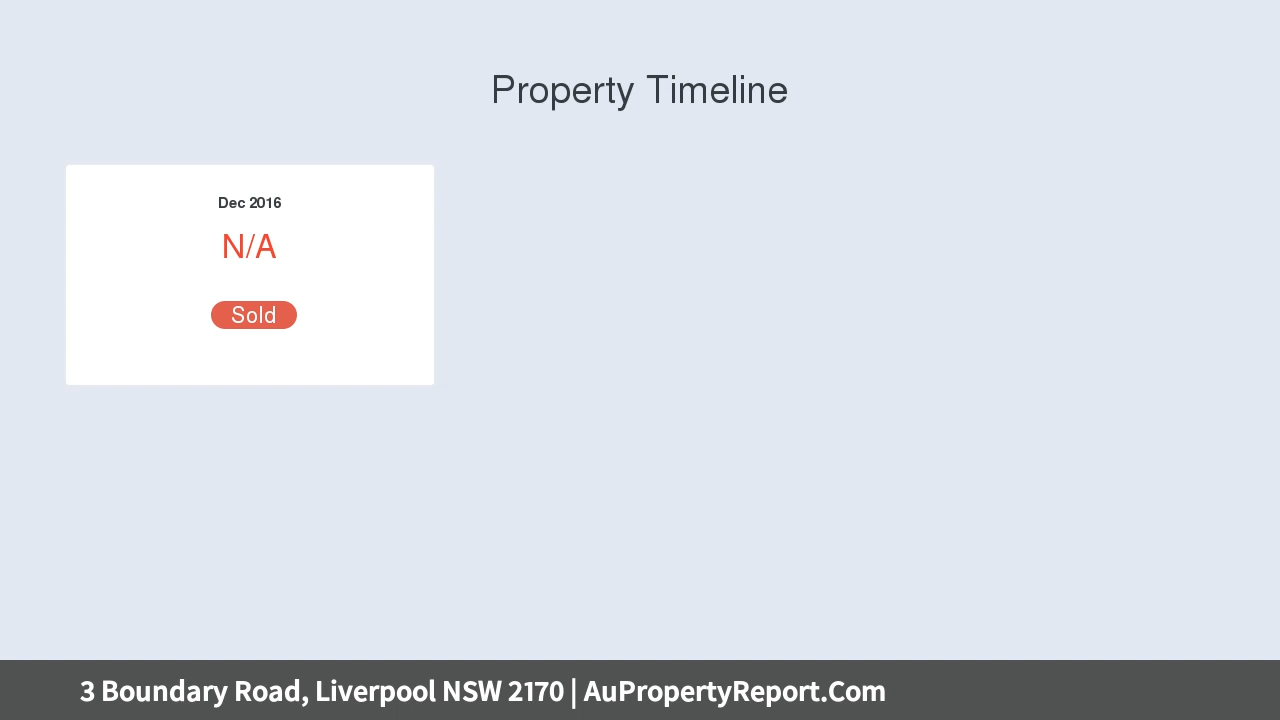 Property Timeline
Dec 2016
N/A
Sold
3 Boundary Road, Liverpool NSW 2170 | AuPropertyReport.Com